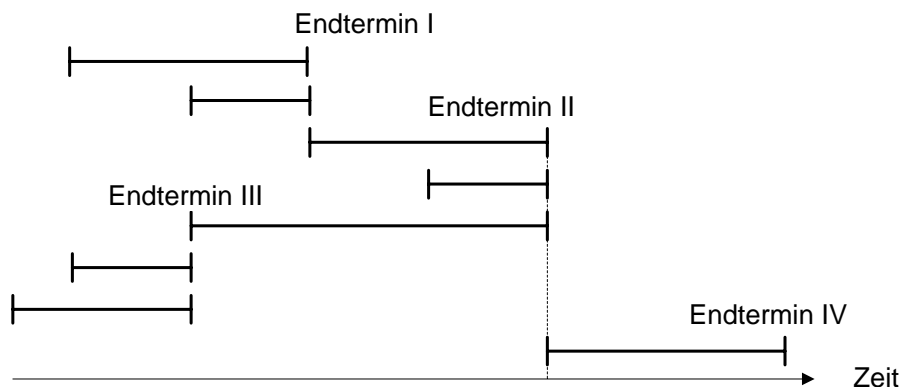 Endtermin I
Endtermin II
Endtermin III
Endtermin IV
Zeit